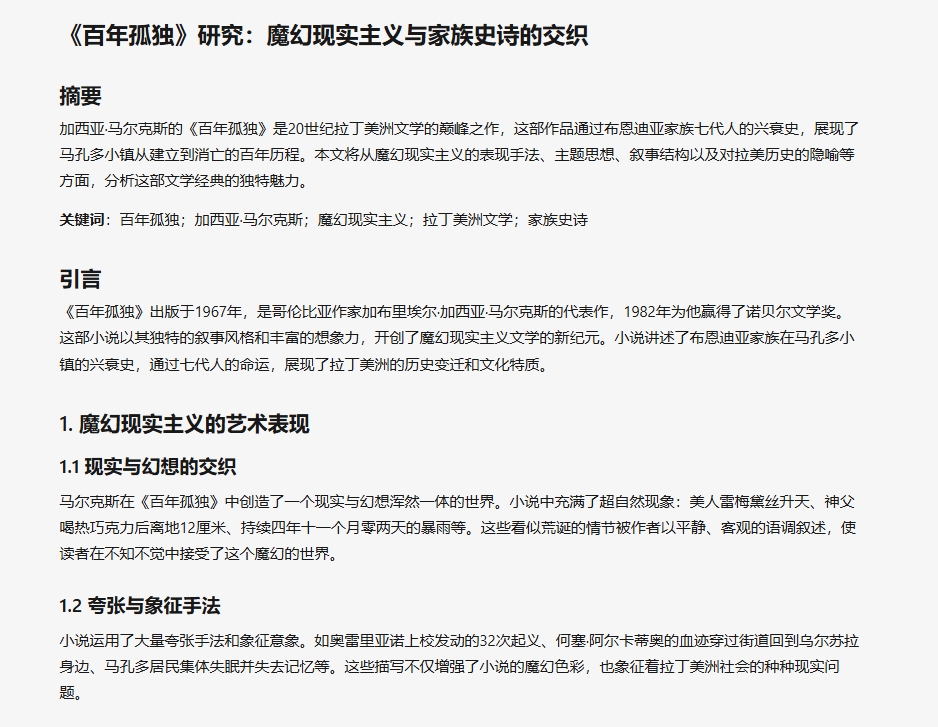 《百年孤独》研究：魔幻现实主义与家族史诗的交织
摘要
加西亚·马尔克斯的《百年孤独》是20世纪拉丁美洲文学的巅峰之作，这部作品通过布恩迪亚家族七代人的兴衰史，展现了
马孔多小镇从建立到消亡的百年历程。本文将从魔幻现实主义的表现手法、主题思想、叙事结构以及对拉美历史的隐喻等
方面，分析这部文学经典的独特魅力。
关键词：百年孤独；加西亚·马尔克斯；魔幻现实主义；拉丁美洲文学；家族史诗
引言
《百年孤独》出版于1967年，是哥伦比亚作家加布里埃尔·加西亚·马尔克斯的代表作，1982年为他赢得了诺贝尔文学奖。
这部小说以其独特的叙事风格和丰富的想象力，开创了魔幻现实主义文学的新纪元。小说讲述了布恩迪亚家族在马孔多小
镇的兴衰史，通过七代人的命运，展现了拉丁美洲的历史变迁和文化特质。
1. 魔幻现实主义的艺术表现
1.1 现实与幻想的交织
马尔克斯在《百年孤独》中创造了一个现实与幻想浑然一体的世界。小说中充满了超自然现象：美人雷梅黛丝升天、神父
喝热巧克力后离地12厘米、持续四年十一个月零两天的暴雨等。这些看似荒诞的情节被作者以平静、客观的语调叙述，使
读者在不知不觉中接受了这个魔幻的世界。
1.2 夸张与象征手法
小说运用了大量夸张手法和象征意象。如奥雷里亚诺上校发动的32次起义、何塞·阿尔卡蒂奥的血迹穿过街道回到乌尔苏拉
身边、马孔多居民集体失眠并失去记忆等。这些描写不仅增强了小说的魔幻色彩，也象征着拉丁美洲社会的种种现实问
题。